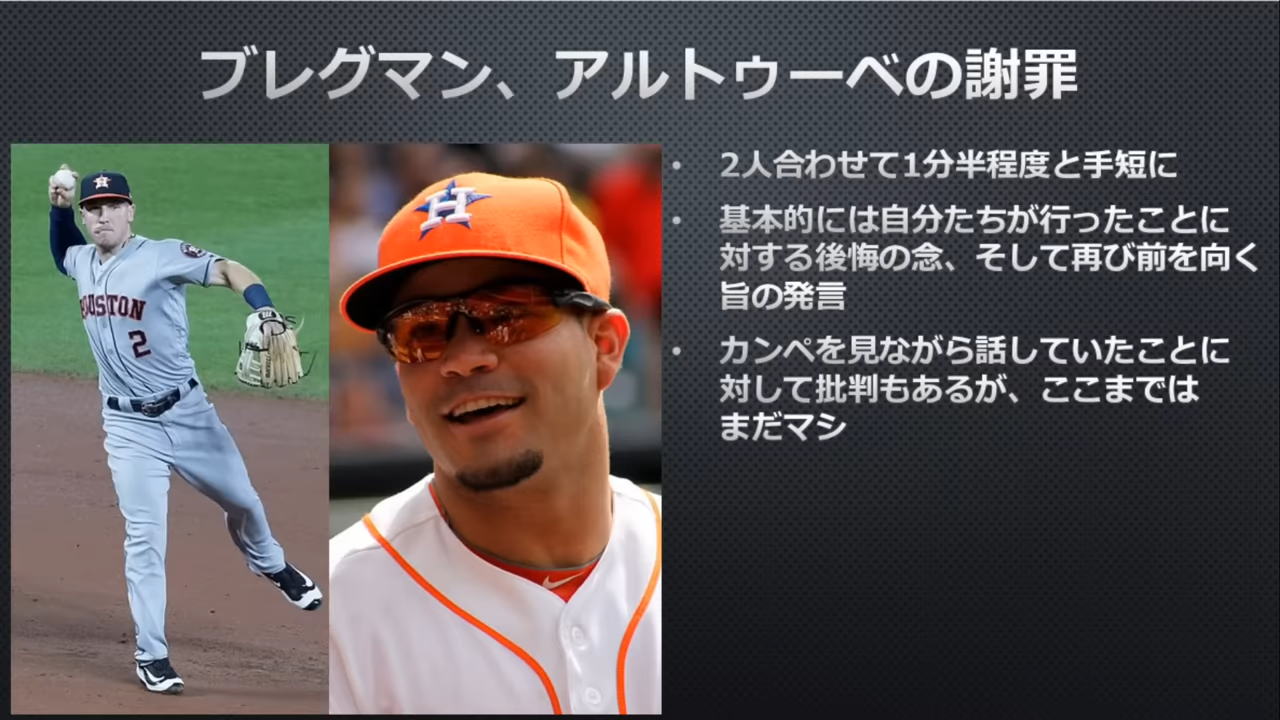 ブレグマン、アルトゥーベの謝罪
• 2人合わせて1分半程度と手短に
• 基本的には自分たちが行ったことに
対する後悔の念、そして再び前を向く
旨の発言
• カンペを見ながら話していたことに
対して批判もあるが、ここまでは
まだマシ
H
HOUSTON
2
H